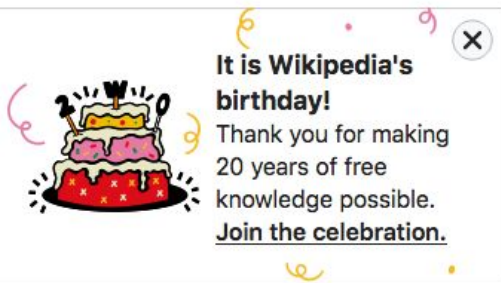 It is Wikipedia's
birthday!
Thank you for making
20 years of free
knowledge possible.
Join the celebration.
2 W 0